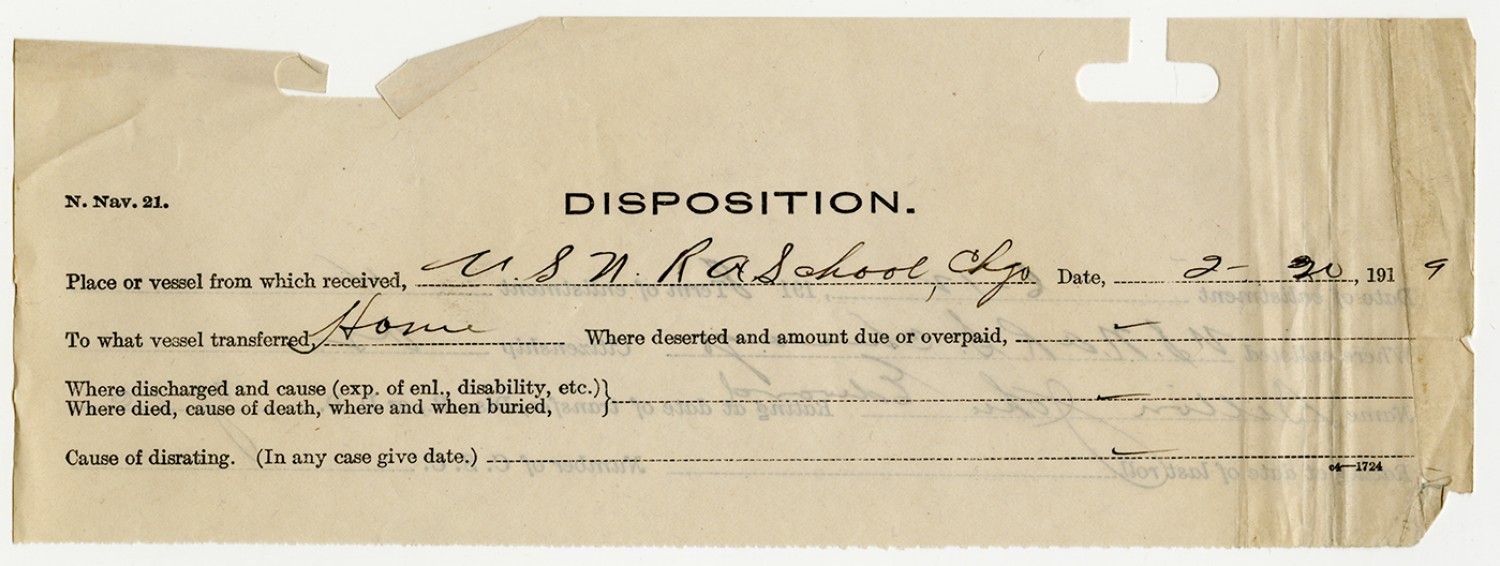 N. Nav. 21.
DISPOSITION.
Place or vessel from which received, U. S. N. R A School, Chgo Date, 2- 20, 1919
To what vessel transferred, Home Where deserted and amount due or overpaid, ✓
Where discharged and cause (exp. of enl., disability, etc.)} ✓
Where died, cause of death, where and when buried,
Cause of disrating. (In any case give date.) ✓
c4—1724